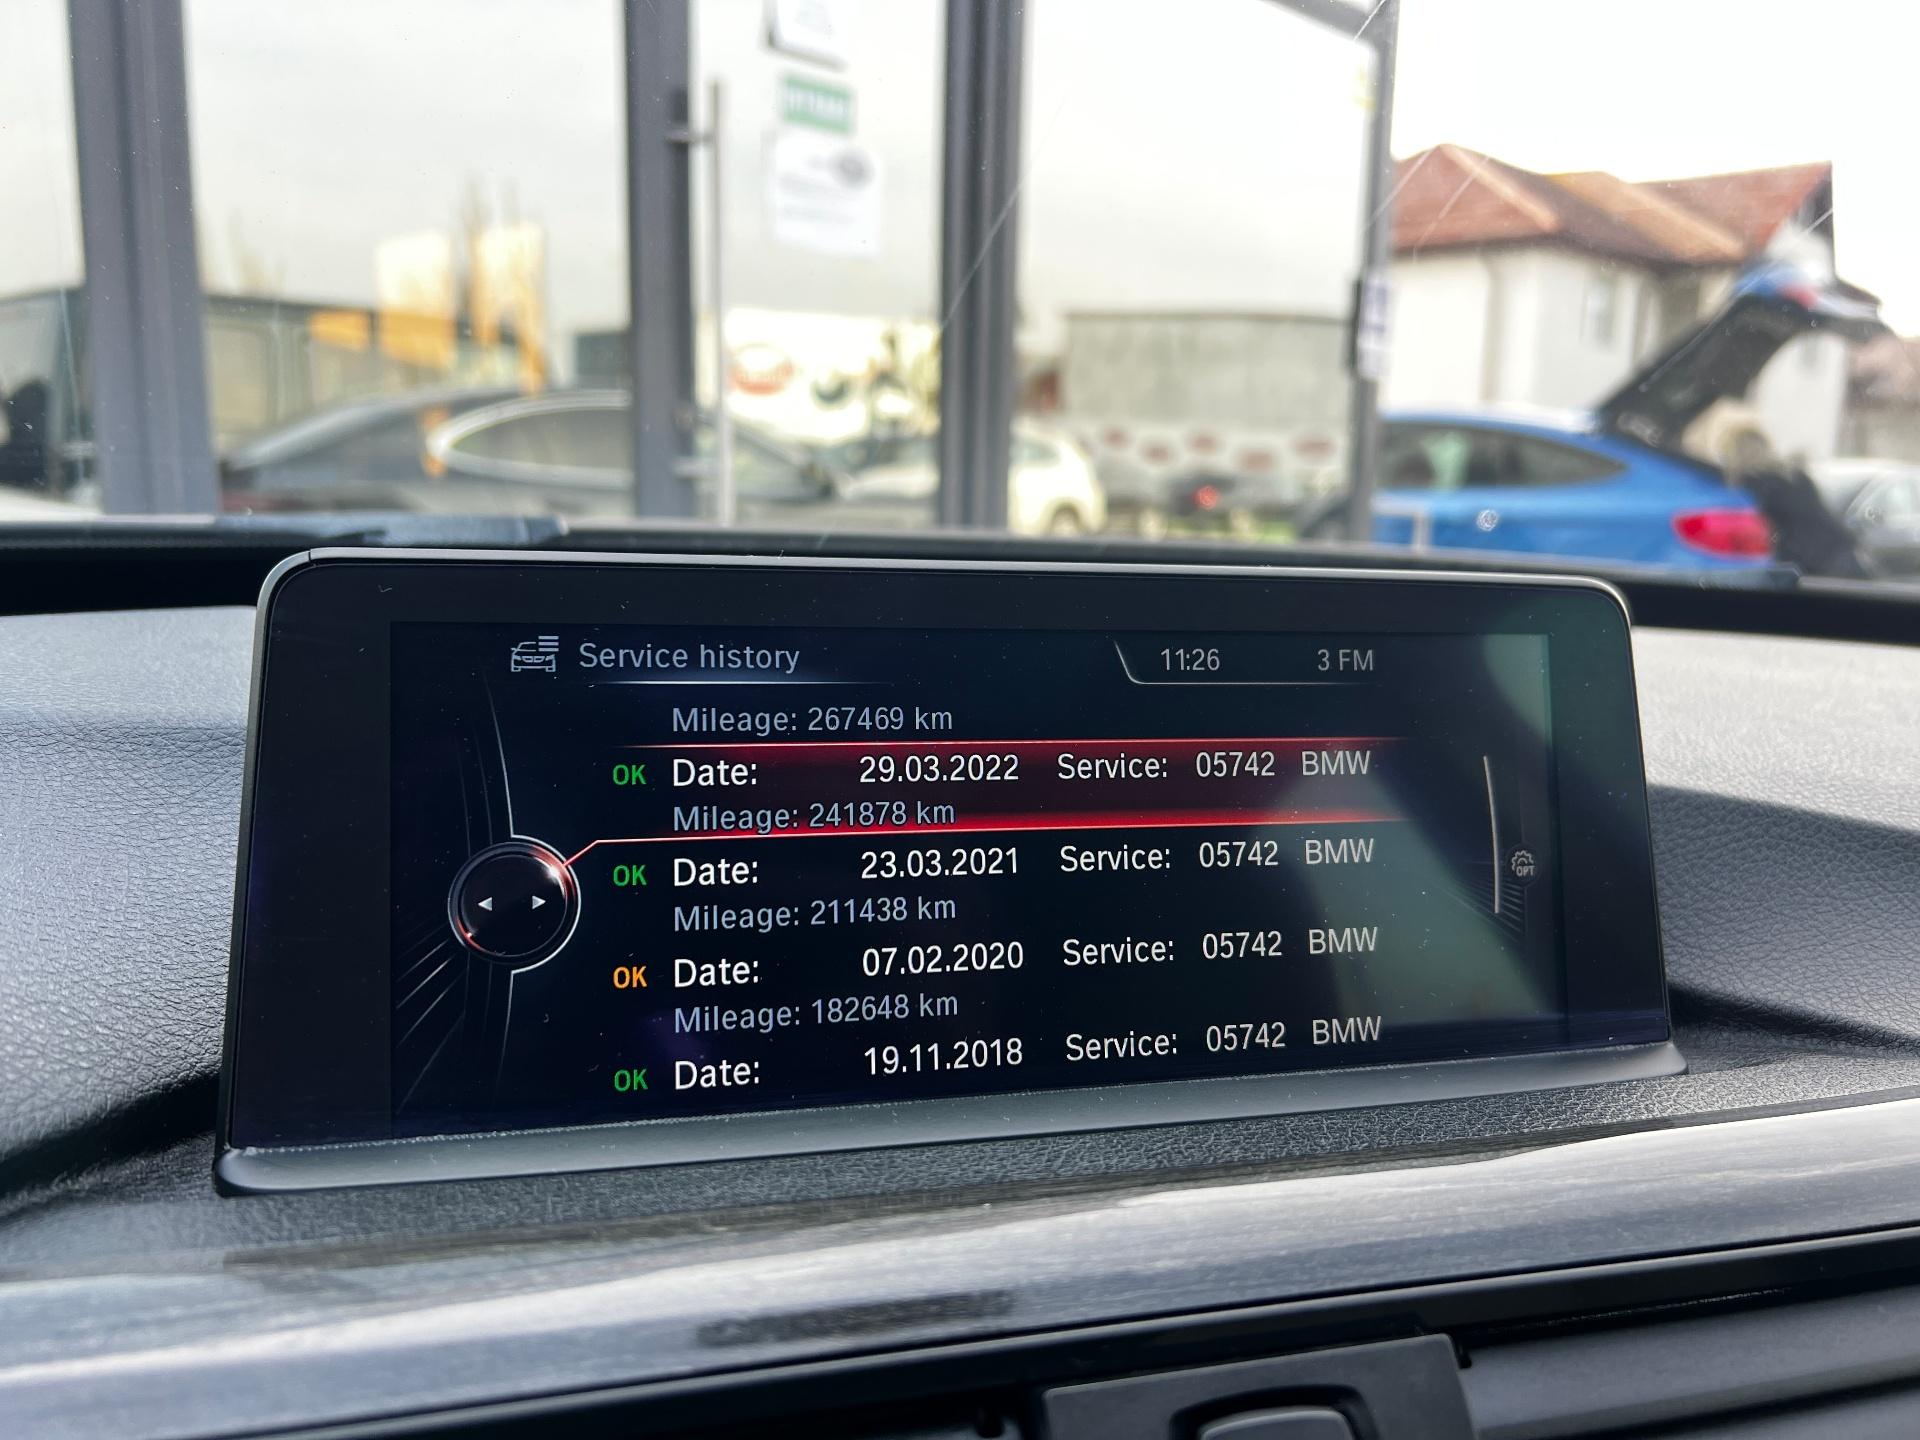 Service history 11:26 3 FM
Mileage: 267469 km
OK Date: 29.03.2022 Service: 05742 BMW
Mileage: 241878 km
OK Date: 23.03.2021 Service: 05742 BMW
Mileage: 211438 km
OK Date: 07.02.2020 Service: 05742 BMW
Mileage: 182648 km
OK Date: 19.11.2018 Service: 05742 BMW
OPT